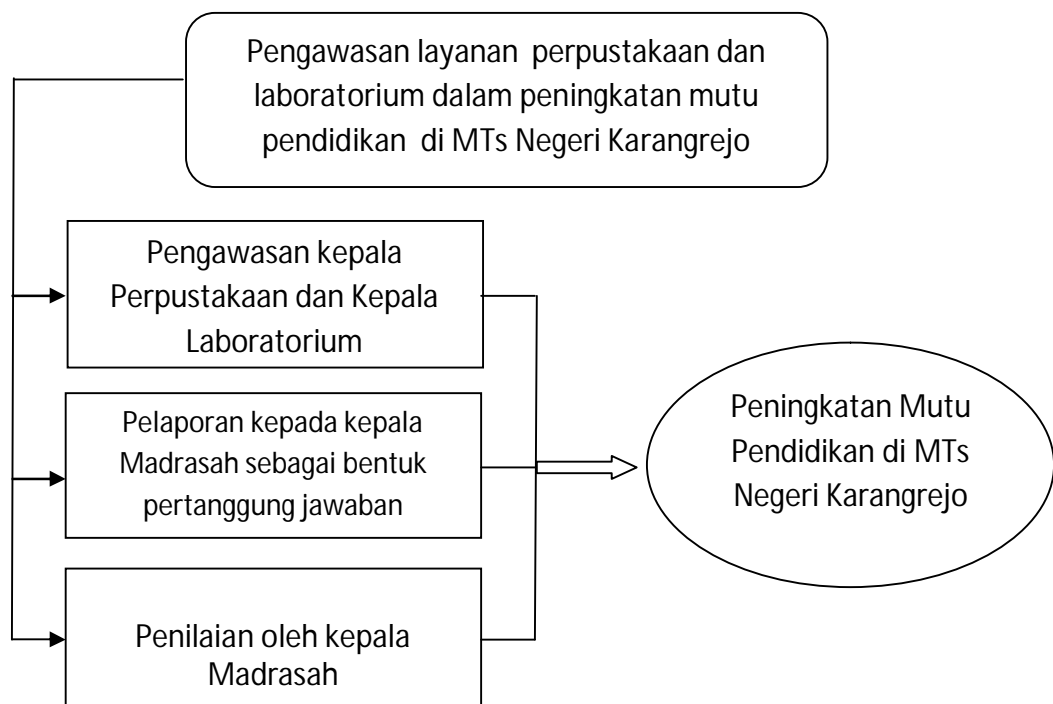 Pengawasan layanan perpustakaan dan
laboratorium dalam peningkatan mutu
pendidikan di MTs Negeri Karangrejo
Pengawasan kepala
Perpustakaan dan Kepala
Laboratorium
Pelaporan kepada kepala
Madrasah sebagai bentuk
pertanggung jawaban
Penilaian oleh kepala
Madrasah
Peningkatan Mutu
Pendidikan di MTs
Negeri Karangrejo